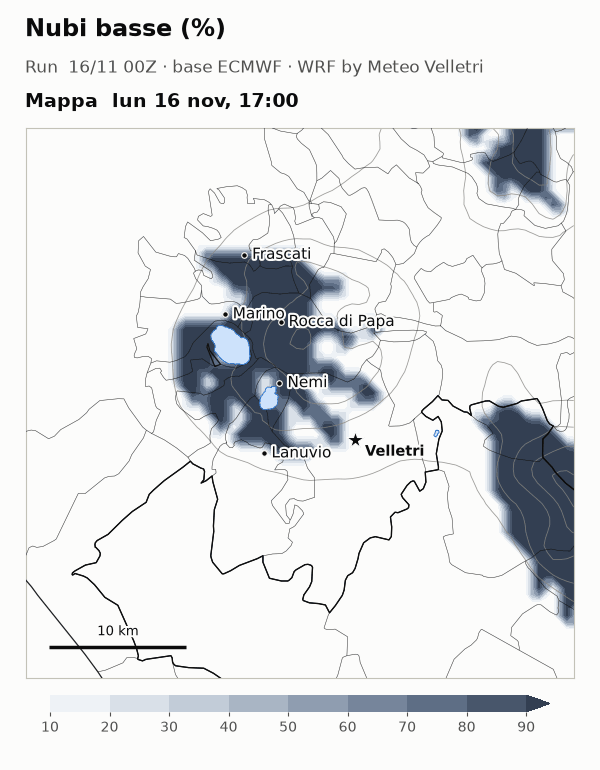 Nubi basse (%)
Run  16/11 00Z · base ECMWF · WRF by Meteo Velletri
Mappa  lun 16 nov, 17:00
Frascati
Marino
Rocca di Papa
Nemi
Velletri
Lanuvio
10 km
10 20 30 40 50 60 70 80 90